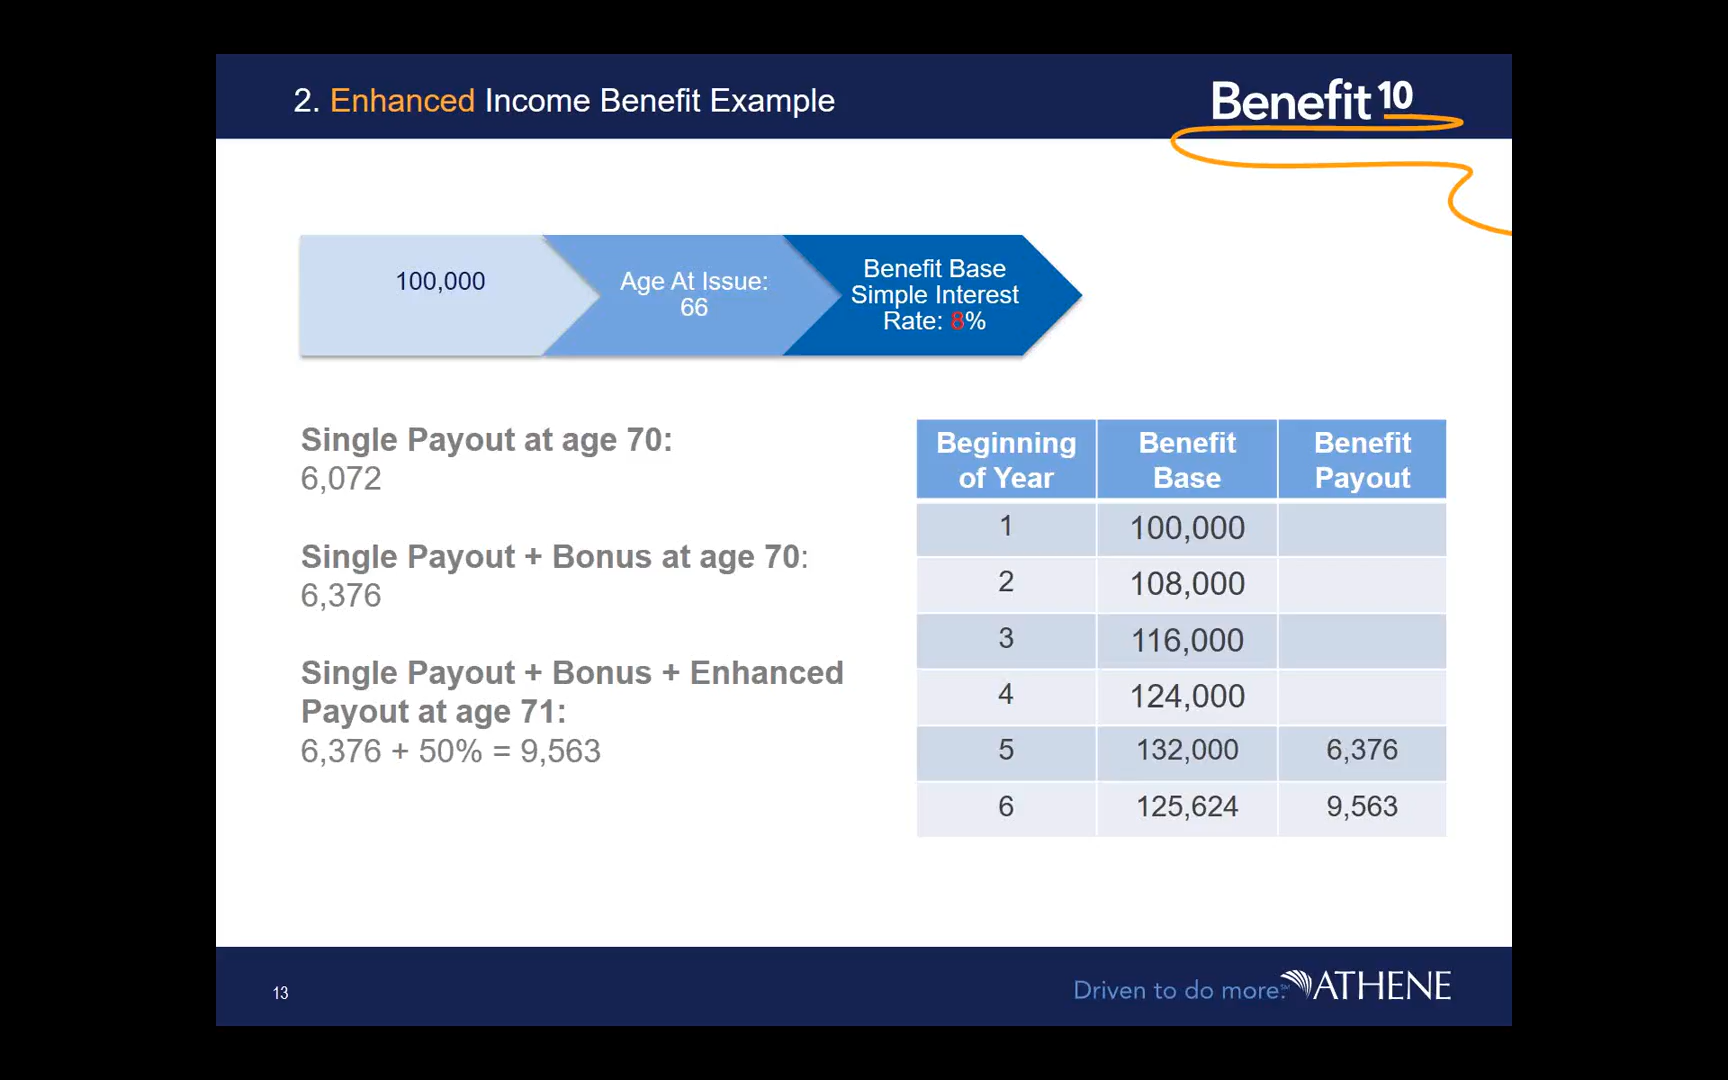 2. Enhanced Income Benefit Example
Benefit 10
100,000
Age At Issue:
66
Benefit Base
Simple Interest
Rate: 8%
Single Payout at age 70:
6,072
Single Payout + Bonus at age 70:
6,376
Single Payout + Bonus + Enhanced
Payout at age 71:
6,376 + 50% = 9,563
Beginning of Year Benefit Base Benefit Payout
1 100,000
2 108,000
3 116,000
4 124,000
5 132,000 6,376
6 125,624 9,563
13
Driven to do more.℠ ATHENE